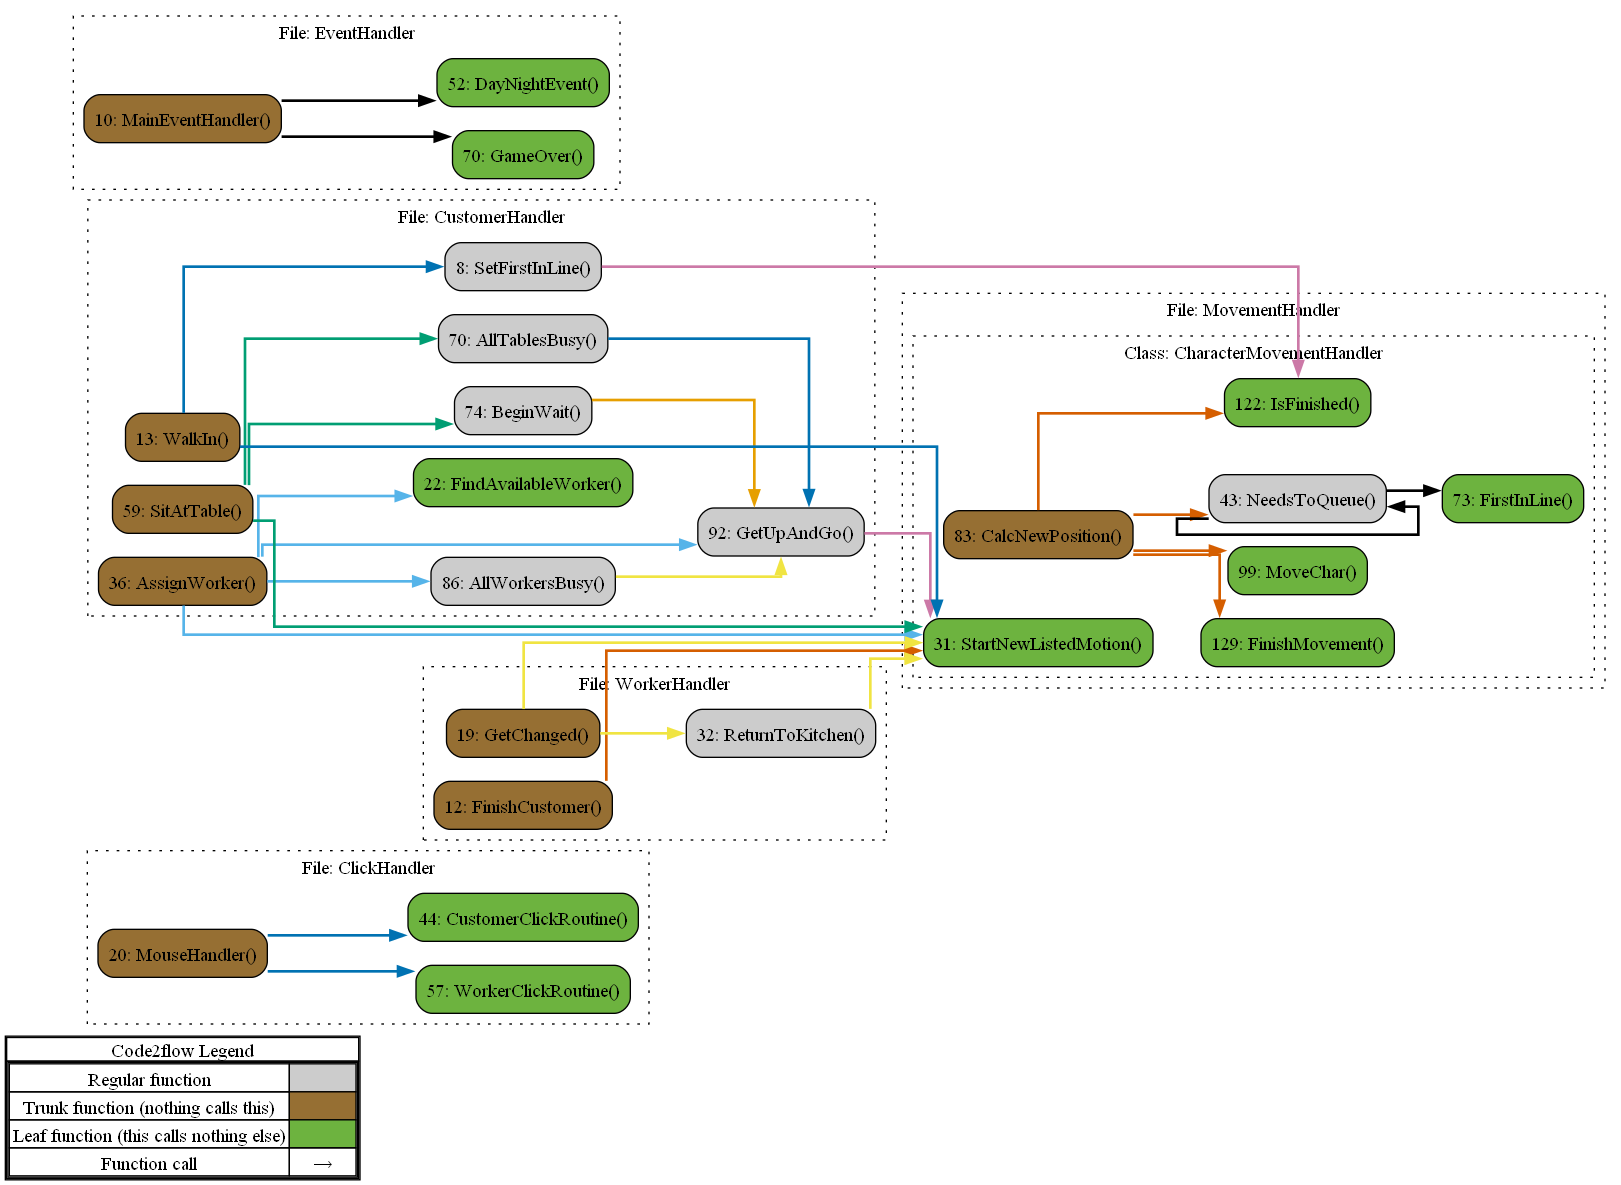 File: EventHandler
52: DayNightEvent()
10: MainEventHandler()
70: GameOver()
File: CustomerHandler
8: SetFirstInLine()
70: AllTablesBusy()
74: BeginWait()
13: WalkIn()
22: FindAvailableWorker()
59: SitAtTable()
92: GetUpAndGo()
36: AssignWorker()
86: AllWorkersBusy()
File: MovementHandler
Class: CharacterMovementHandler
122: IsFinished()
43: NeedsToQueue()
73: FirstInLine()
83: CalcNewPosition()
99: MoveChar()
31: StartNewListedMotion()
129: FinishMovement()
File: WorkerHandler
19: GetChanged()
32: ReturnToKitchen()
12: FinishCustomer()
File: ClickHandler
44: CustomerClickRoutine()
20: MouseHandler()
57: WorkerClickRoutine()
Code2flow Legend
Regular function
Trunk function (nothing calls this)
Leaf function (this calls nothing else)
Function call →